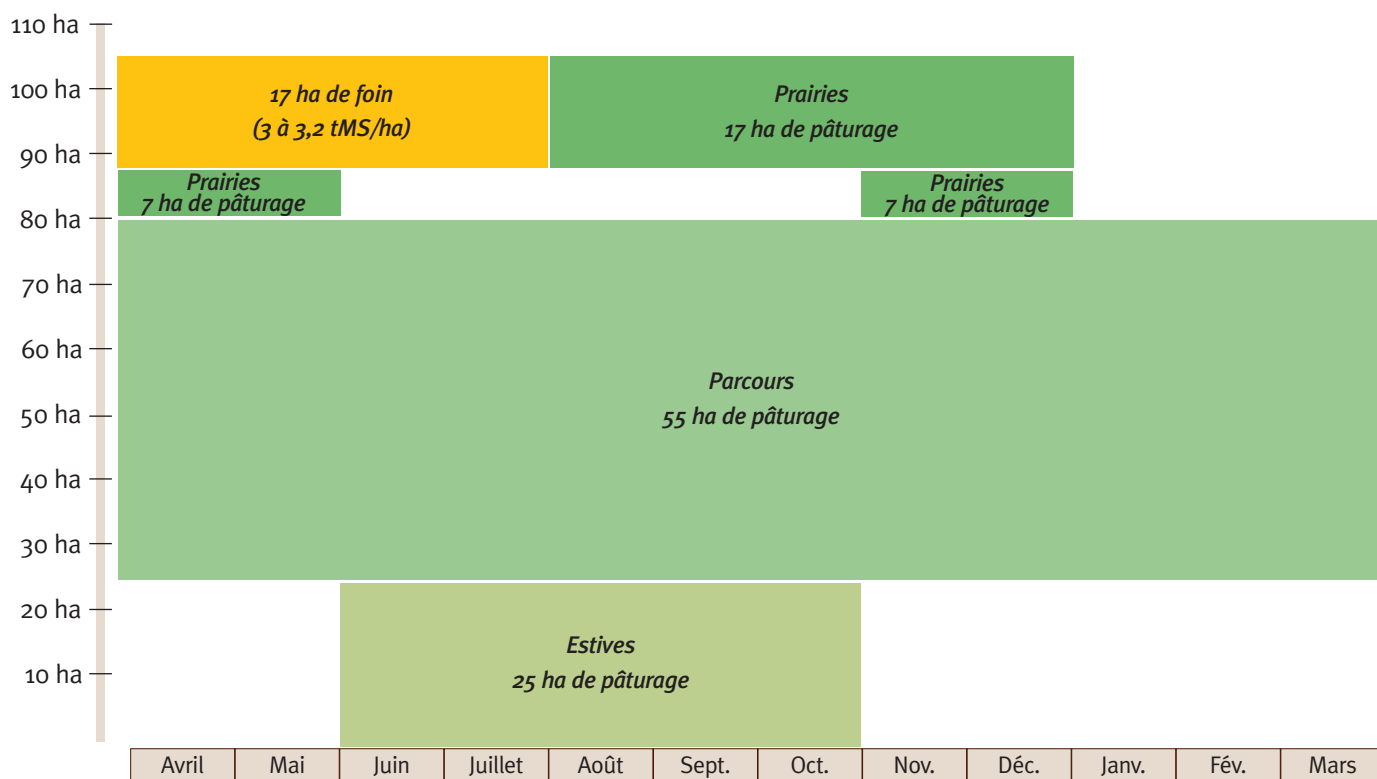 110 ha
100 ha
90 ha
80 ha
70 ha
60 ha
50 ha
40 ha
30 ha
20 ha
10 ha
17 ha de foin
(3 à 3,2 tMS/ha)
Prairies
17 ha de pâturage
Prairies
7 ha de pâturage
Prairies
7 ha de pâturage
Parcours
55 ha de pâturage
Estives
25 ha de pâturage
Avril Mai Juin Juillet Août Sept. Oct. Nov. Déc. Janv. Fév. Mars